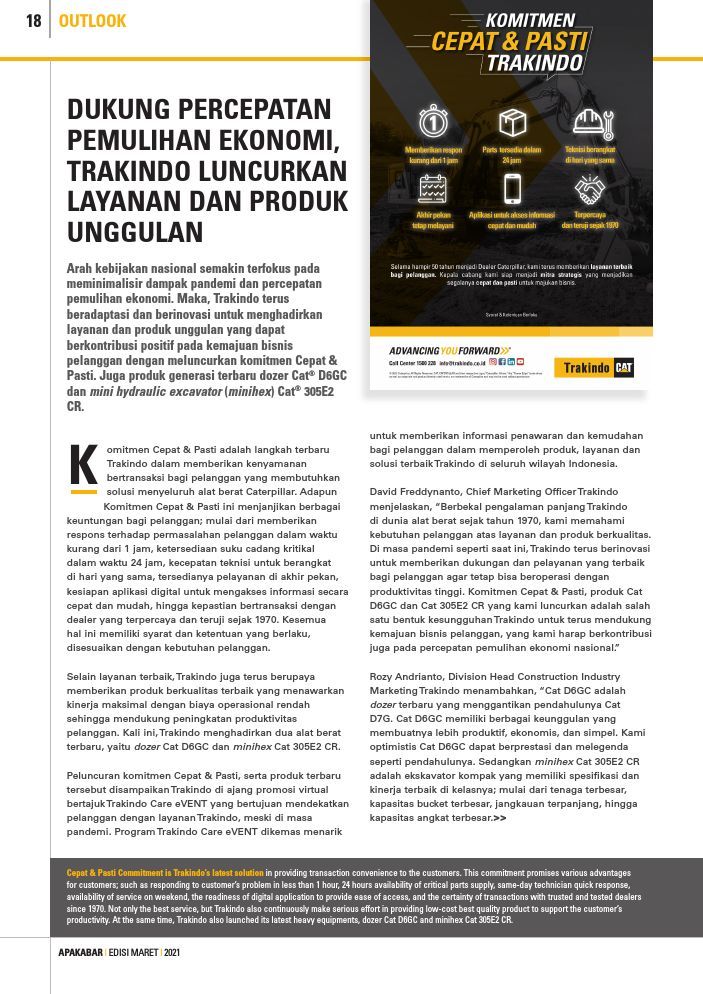 18 OUTLOOK
KOMITMEN
CEPAT & PASTI
TRAKINDO
1
Memberikan respon
kurang dari 1 jam
Parts tersedia dalam
24 jam
Teknisi berangkat
di hari yang sama
Akhir pekan
tetap melayani
Aplikasi untuk akses informasi
cepat dan mudah
Terpercaya
dan teruji sejak 1970
Selama hampir 50 tahun menjadi Dealer Caterpillar, kami terus memberikan layanan terbaik
bagi pelanggan. Kepala cabang kami siap menjadi mitra strategis yang menjadikan
segalanya cepat dan pasti untuk majukan bisnis.
Syarat & Ketentuan Berlaku
ADVANCING YOU FORWARD
Call Center 1500 228 info@trakindo.co.id
Trakindo CAT
DUKUNG PERCEPATAN
PEMULIHAN EKONOMI,
TRAKINDO LUNCURKAN
LAYANAN DAN PRODUK
UNGGULAN
Arah kebijakan nasional semakin terfokus pada
meminimalisir dampak pandemi dan percepatan
pemulihan ekonomi. Maka, Trakindo terus
beradaptasi dan berinovasi untuk menghadirkan
layanan dan produk unggulan yang dapat
berkontribusi positif pada kemajuan bisnis
pelanggan dengan meluncurkan komitmen Cepat &
Pasti. Juga produk generasi terbaru dozer Cat® D6GC
dan mini hydraulic excavator (minihex) Cat® 305E2
CR.
Komitmen Cepat & Pasti adalah langkah terbaru
Trakindo dalam memberikan kenyamanan
bertransaksi bagi pelanggan yang membutuhkan
solusi menyeluruh alat berat Caterpillar. Adapun
Komitmen Cepat & Pasti ini menjanjikan berbagai
keuntungan bagi pelanggan; mulai dari memberikan
respons terhadap permasalahan pelanggan dalam waktu
kurang dari 1 jam, ketersediaan suku cadang kritikal
dalam waktu 24 jam, kecepatan teknisi untuk berangkat
di hari yang sama, tersedianya pelayanan di akhir pekan,
kesiapan aplikasi digital untuk mengakses informasi secara
cepat dan mudah, hingga kepastian bertransaksi dengan
dealer yang terpercaya dan teruji sejak 1970. Kesemua
hal ini memiliki syarat dan ketentuan yang berlaku,
disesuaikan dengan kebutuhan pelanggan.
Selain layanan terbaik, Trakindo juga terus berupaya
memberikan produk berkualitas terbaik yang menawarkan
kinerja maksimal dengan biaya operasional rendah
sehingga mendukung peningkatan produktivitas
pelanggan. Kali ini, Trakindo menghadirkan dua alat berat
terbaru, yaitu dozer Cat D6GC dan minihex Cat 305E2 CR.
Peluncuran komitmen Cepat & Pasti, serta produk terbaru
tersebut disampaikan Trakindo di ajang promosi virtual
bertajuk Trakindo Care eVENT yang bertujuan mendekatkan
pelanggan dengan layanan Trakindo, meski di masa
pandemi. Program Trakindo Care eVENT dikemas menarik
untuk memberikan informasi penawaran dan kemudahan
bagi pelanggan dalam memperoleh produk, layanan dan
solusi terbaik Trakindo di seluruh wilayah Indonesia.
David Freddynanto, Chief Marketing Officer Trakindo
menjelaskan, “Berbekal pengalaman panjang Trakindo
di dunia alat berat sejak tahun 1970, kami memahami
kebutuhan pelanggan atas layanan dan produk berkualitas.
Di masa pandemi seperti saat ini, Trakindo terus berinovasi
untuk memberikan dukungan dan pelayanan yang terbaik
bagi pelanggan agar tetap bisa beroperasi dengan
produktivitas tinggi. Komitmen Cepat & Pasti, produk Cat
D6GC dan Cat 305E2 CR yang kami luncurkan adalah salah
satu bentuk kesungguhan Trakindo untuk terus mendukung
kemajuan bisnis pelanggan, yang kami harap berkontribusi
juga pada percepatan pemulihan ekonomi nasional.”
Rozy Andrianto, Division Head Construction Industry
Marketing Trakindo menambahkan, “Cat D6GC adalah
dozer terbaru yang menggantikan pendahulunya Cat
D7G. Cat D6GC memiliki berbagai keunggulan yang
membuatnya lebih produktif, ekonomis, dan simpel. Kami
optimistis Cat D6GC dapat berprestasi dan melegenda
seperti pendahulunya. Sedangkan minihex Cat 305E2 CR
adalah ekskavator kompak yang memiliki spesifikasi dan
kinerja terbaik di kelasnya; mulai dari tenaga terbesar,
kapasitas bucket terbesar, jangkauan terpanjang, hingga
kapasitas angkat terbesar.>>
Cepat & Pasti Commitment is Trakindo’s latest solution in providing transaction convenience to the customers. This commitment promises various advantages
for customers; such as responding to customer’s problem in less than 1 hour, 24 hours availability of critical parts supply, same-day technician quick response,
availability of service on weekend, the readiness of digital application to provide ease of access, and the certainty of transactions with trusted and tested dealers
since 1970. Not only the best service, but Trakindo also continuously make serious effort in providing low-cost best quality product to support the customer’s
productivity. At the same time, Trakindo also launched its latest heavy equipments, dozer Cat D6GC and minihex Cat 305E2 CR.
APAKABAR | EDISI MARET | 2021